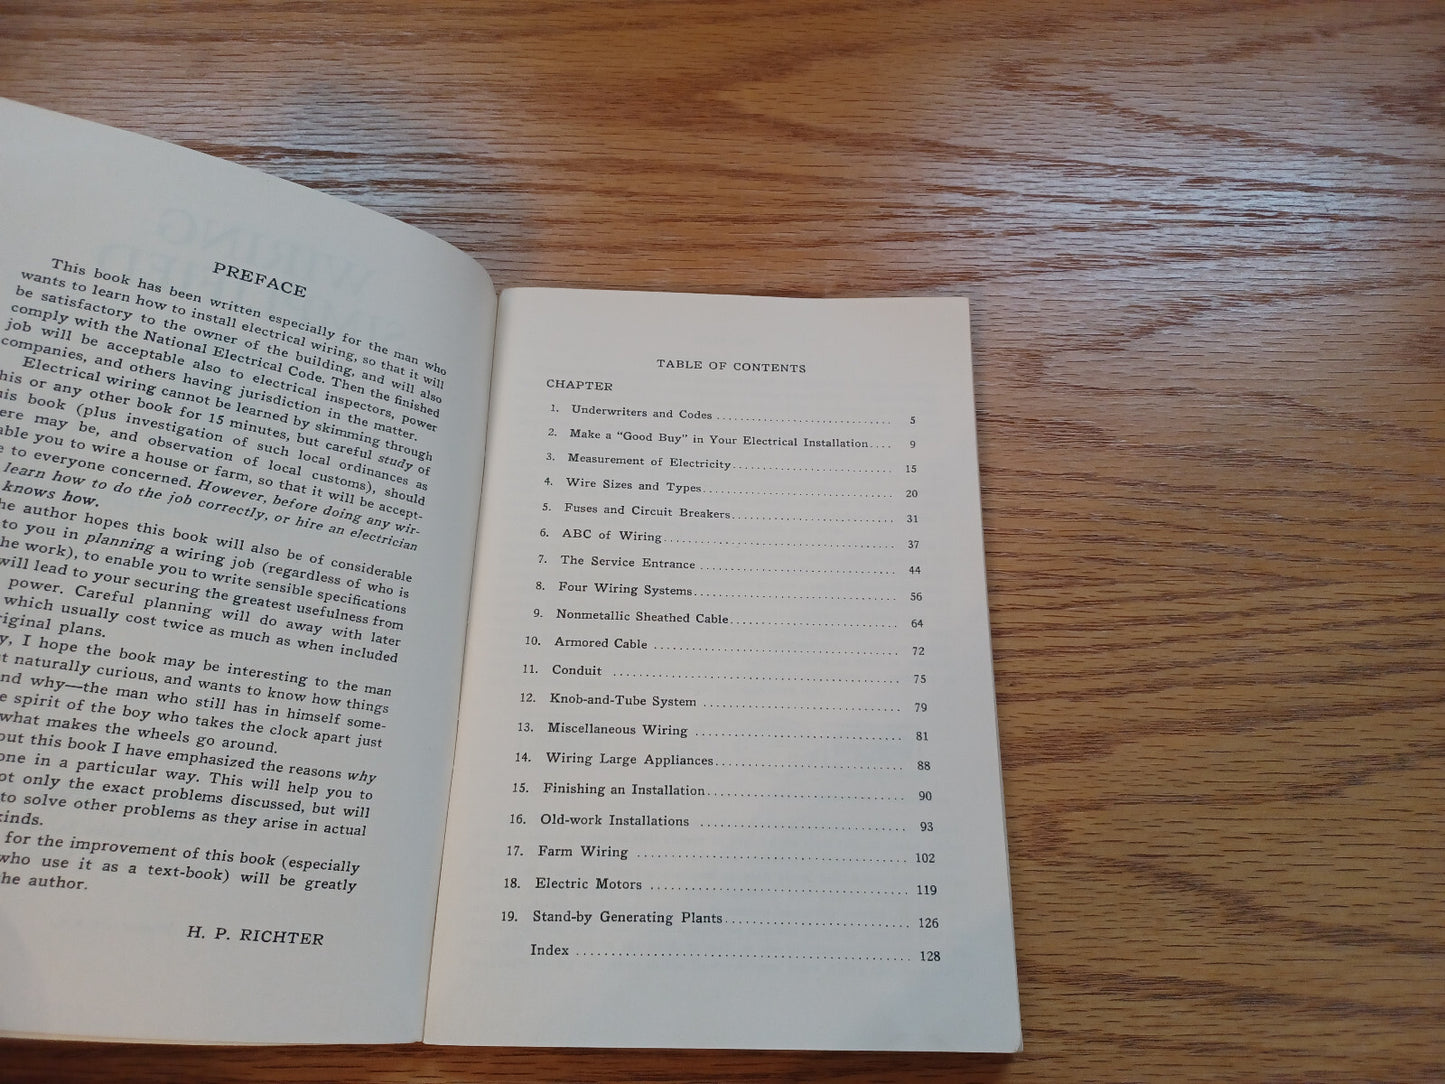 PREFACE
This book has been written especially for the man who
wants to learn how to install electrical wiring, so that it will
be satisfactory to the owner of the building, and will also
comply with the National Electrical Code. Then the finished
job will be acceptable also to electrical inspectors, power
companies, and others having jurisdiction in the matter.
Electrical wiring cannot be learned by skimming through
his or any other book for 15 minutes, but careful study of
his book (plus investigation of such local ordinances as
ere may be, and observation of local customs), should
able you to wire a house or farm, so that it will be accept-
e to everyone concerned. However, before doing any wir-
learn how to do the job correctly, or hire an electrician
knows how.
he author hopes this book will also be of considerable
to you in planning a wiring job (regardless of who is
he work), to enable you to write sensible specifications
will lead to your securing the greatest usefulness from
power. Careful planning will do away with later
which usually cost twice as much as when included
riginal plans.
y, I hope the book may be interesting to the man
t naturally curious, and wants to know how things
nd why—the man who still has in himself some-
e spirit of the boy who takes the clock apart just
what makes the wheels go around.
out this book I have emphasized the reasons why
one in a particular way. This will help you to
ot only the exact problems discussed, but will
to solve other problems as they arise in actual
kinds.
for the improvement of this book (especially
who use it as a text-book) will be greatly
he author.
H. P. RICHTER
TABLE OF CONTENTS
CHAPTER
1. Underwriters and Codes 5
2. Make a "Good Buy" in Your Electrical Installation 9
3. Measurement of Electricity 15
4. Wire Sizes and Types 20
5. Fuses and Circuit Breakers 31
6. ABC of Wiring 37
7. The Service Entrance 44
8. Four Wiring Systems 56
9. Nonmetallic Sheathed Cable 64
10. Armored Cable 72
11. Conduit 75
12. Knob-and-Tube System 79
13. Miscellaneous Wiring 81
14. Wiring Large Appliances 88
15. Finishing an Installation 90
16. Old-work Installations 93
17. Farm Wiring 102
18. Electric Motors 119
19. Stand-by Generating Plants 126
Index 128